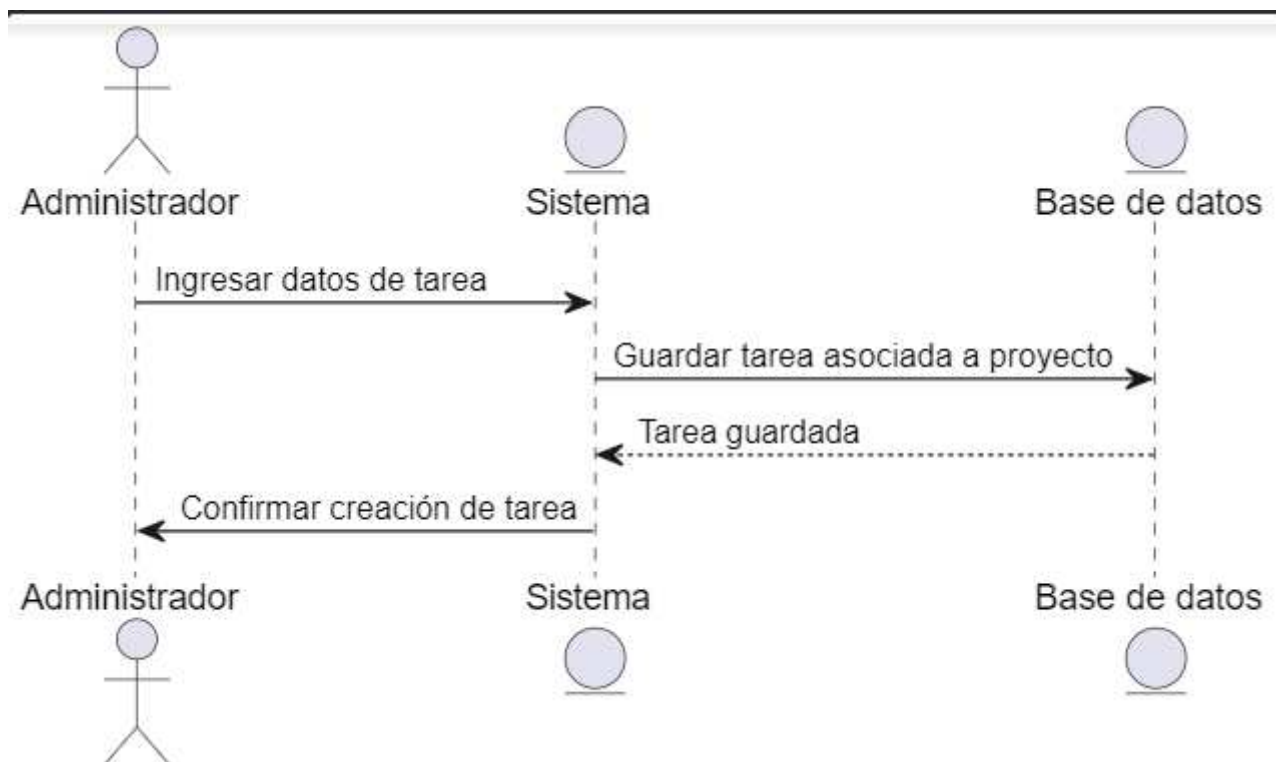 Administrador
Sistema
Base de datos
Ingresar datos de tarea
Guardar tarea asociada a proyecto
Tarea guardada
Confirmar creación de tarea
Administrador
Sistema
Base de datos